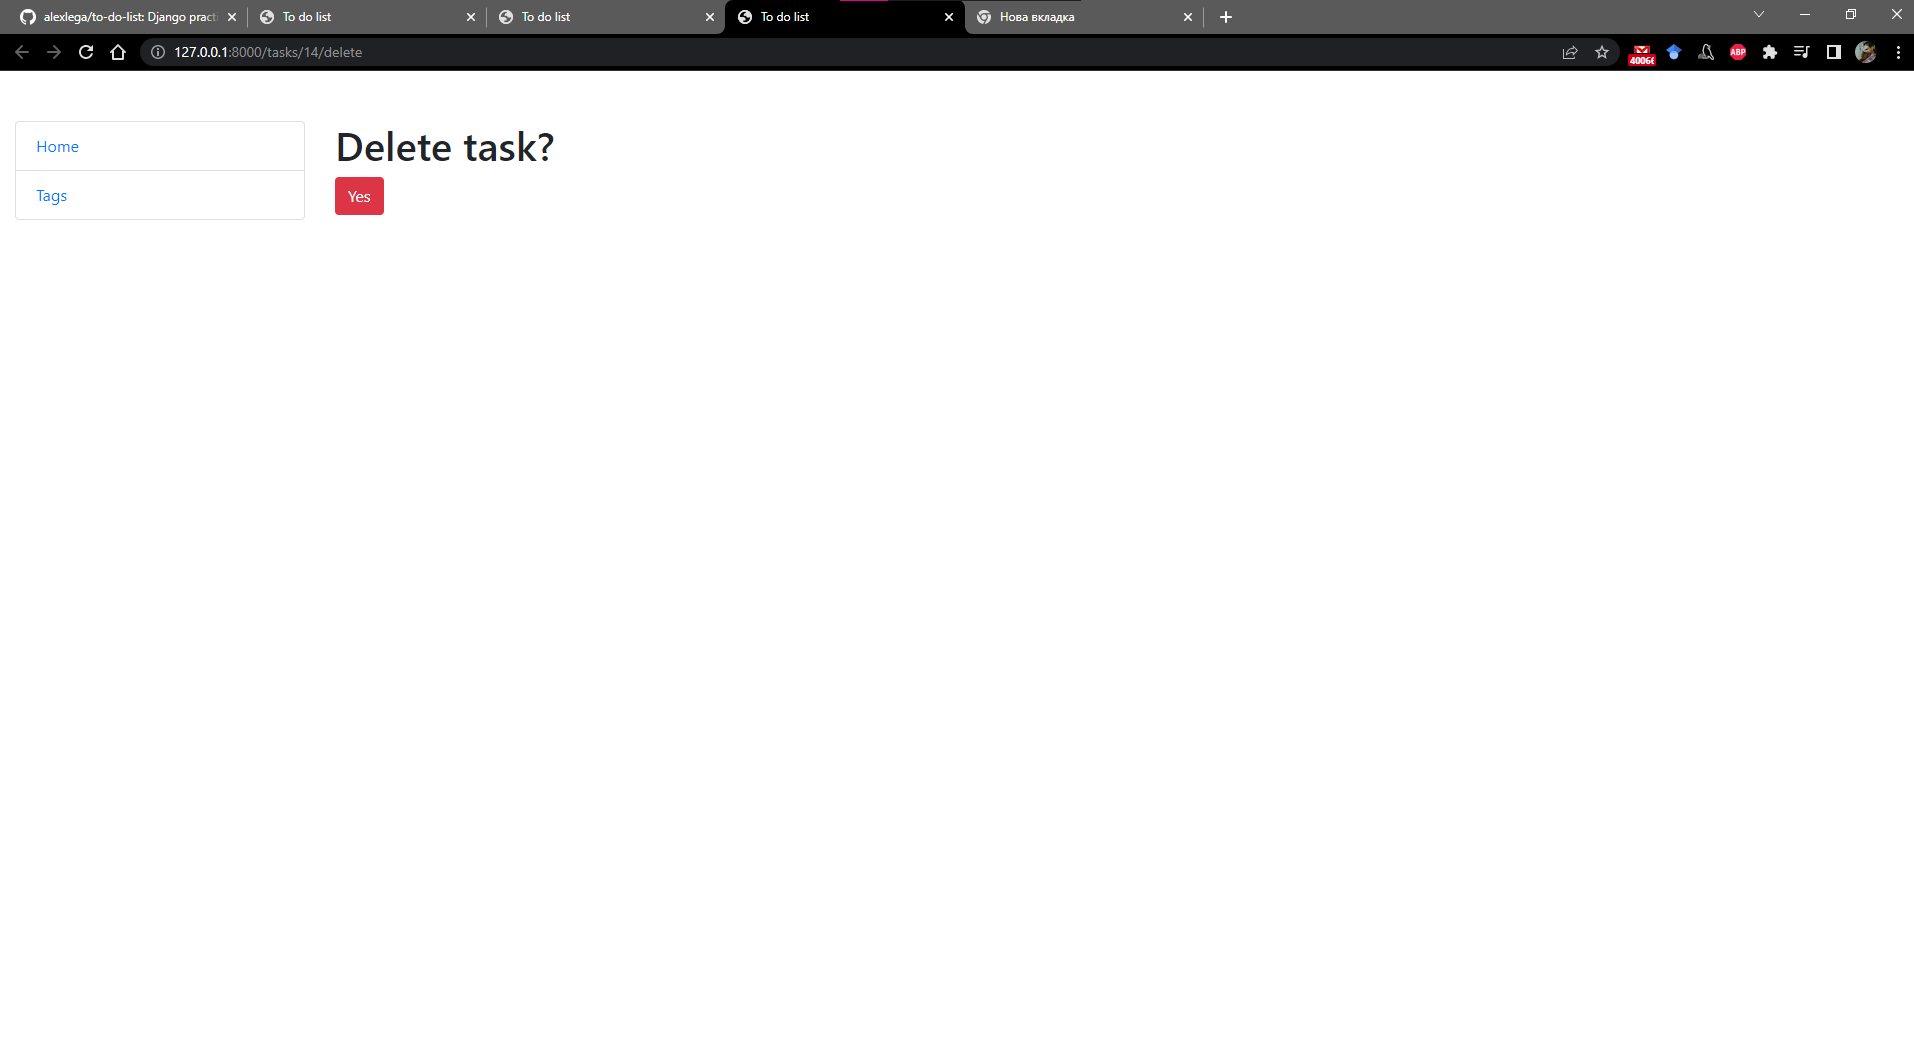 alexlega/to-do-list: Django practi
To do list
To do list
To do list
Нова вкладка
127.0.0.1:8000/tasks/14/delete
4006
ABP
Home
Tags
Delete task?
Yes